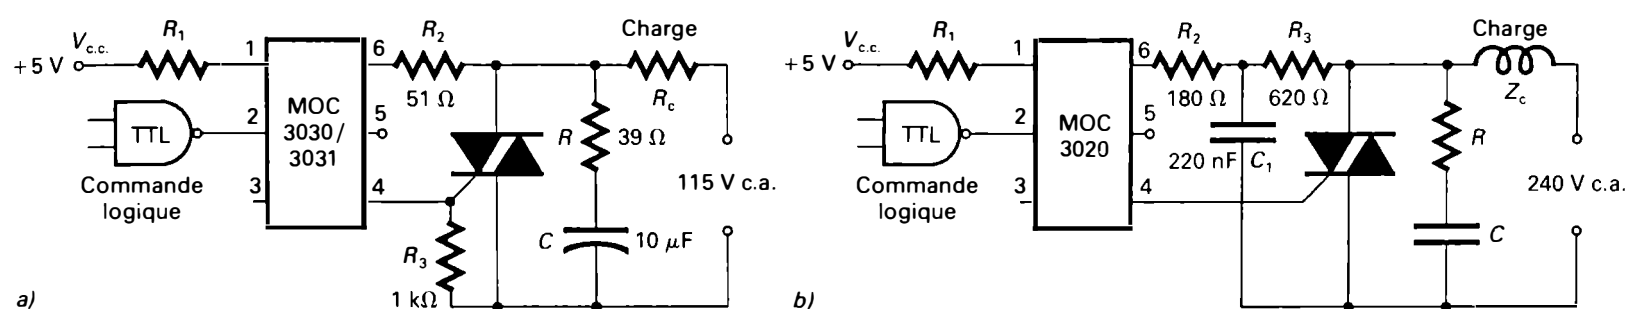 V c.c.
+5 V
R1
1
6
R2
51 Ω
Charge
Rc
MOC
3030 /
3031
TTL
2
5
R
39 Ω
115 V c.a.
Commande
logique
3
4
R3
1 kΩ
C
10 μF
a)
V c.c.
+5 V
R1
1
6
R2
180 Ω
R3
620 Ω
Charge
Zc
MOC
3020
TTL
2
5
220 nF
C1
R
240 V c.a.
Commande
logique
3
4
C
b)